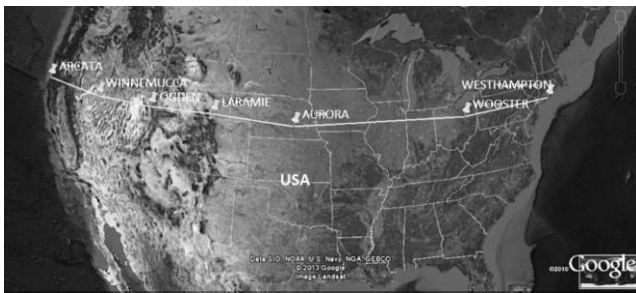 ARCATA
WINNEMUCCA
OGDEN
LARAMIE
AURORA
WESTHAMPTON
WOOSTER
USA
Data SIO, NOAA, U.S. Navy, NGA, GEBCO
© 2013 Google
Image Landsat
©2010 Google